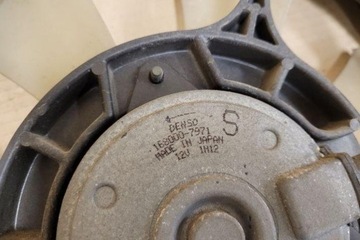 DENSO
168000-7971
MADE IN JAPAN
12V 1H12
S